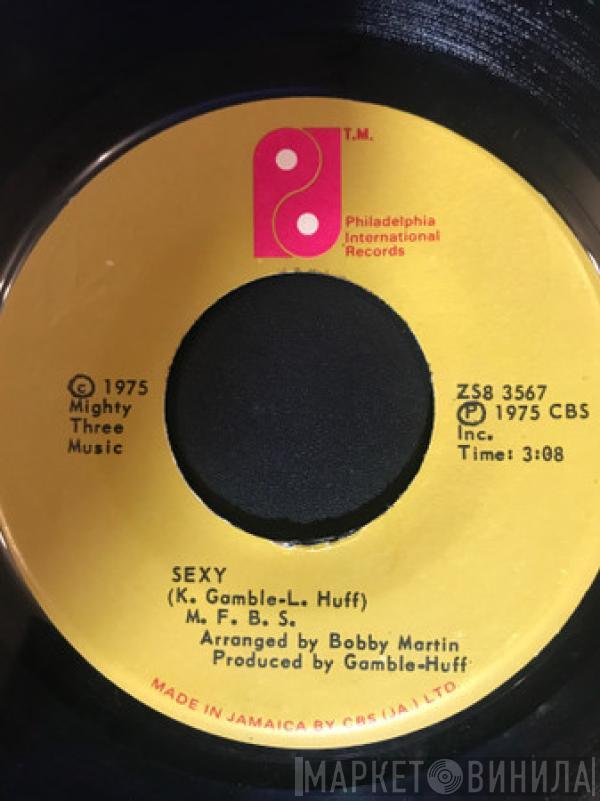 T.M.
Philadelphia
International
Records
© 1975
Mighty
Three
Music
ZS8 3567
℗ 1975 CBS
Inc.
Time: 3:08
SEXY
(K. Gamble-L. Huff)
M. F. B. S.
Arranged by Bobby Martin
Produced by Gamble-Huff
MADE IN JAMAICA BY CBS (JA.) LTD.
МАРКЕТ ВИНИЛА